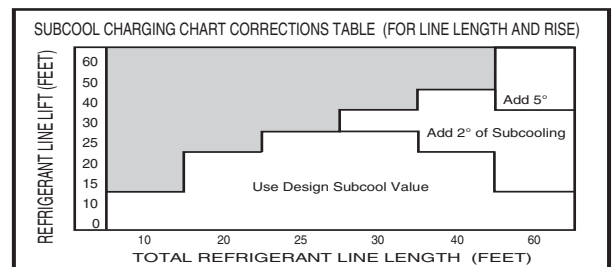 SUBCOOL CHARGING CHART CORRECTIONS TABLE (FOR LINE LENGTH AND RISE)
REFRIGERANT LINE LIFT (FEET)
60
50
40
35
30
25
20
15
10
0
Add 5°
Add 2° of Subcooling
Use Design Subcool Value
10 20 25 30 40 60
TOTAL REFRIGERANT LINE LENGTH (FEET)